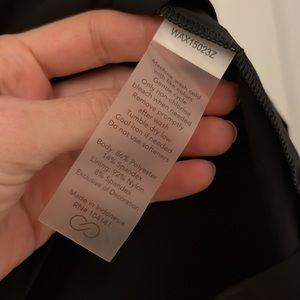 WAX15023Z
Machine wash cold
with like colors
Gentle cycle
Only non-chlorine
bleach when needed
Remove promptly
after wash.
Tumble dry low
Cool iron if needed
Do not use softeners
Body: 86% Polyester
14% Spandex
Lining: 92% Nylon
8% Spandex
Exclusive of Decoration
Made in Indonesia
RN# 104141